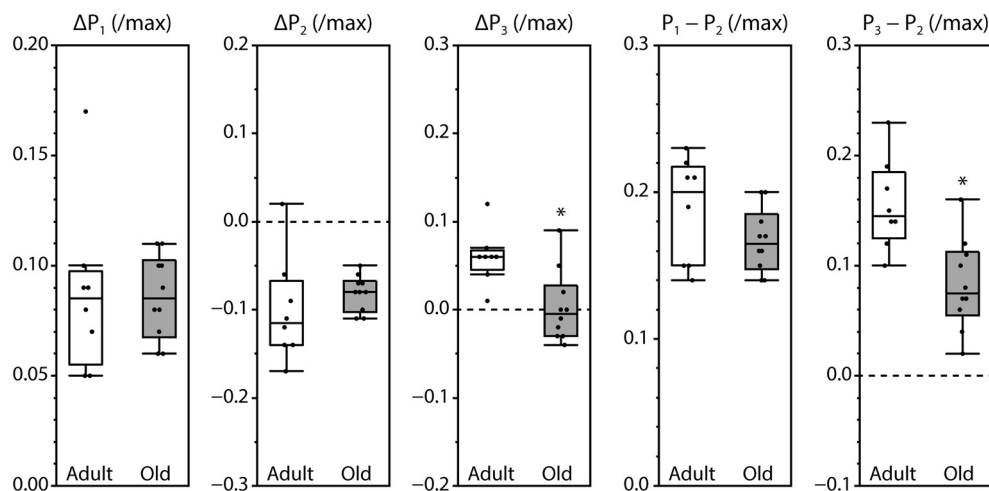 ΔP₁ (/max) ΔP₂ (/max) ΔP₃ (/max) P₁ – P₂ (/max) P₃ – P₂ (/max)
0.20 0.2 0.3 0.3 0.3
0.15 0.1 0.2 0.2
* *
0.0 0.1 0.2 0.1
0.10
−0.1 0.0 0.1 0.0
0.05
−0.2 −0.1
Adult Old Adult Old Adult Old Adult Old Adult Old
0.00 −0.3 −0.2 0.0 −0.1